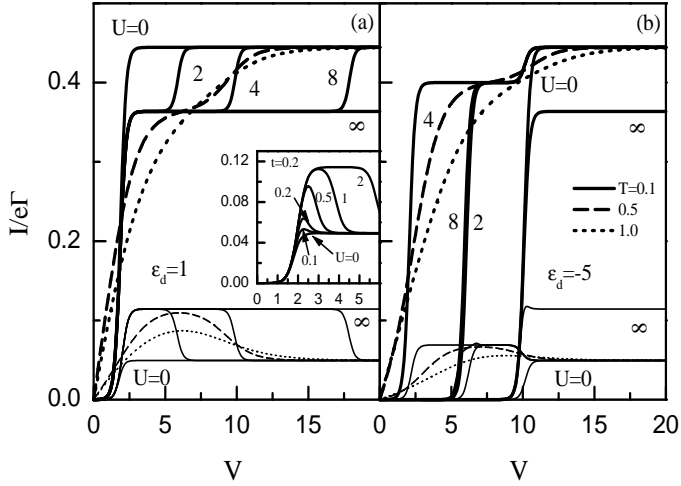 (a)
U=0
2
4
8
∞
I/eΓ
0.4
0.2
0.0
t=0.2
0.12
0.08
0.04
0.00
0 1 2 3 4 5
0.2
0.5
1
2
0.1
U=0
ε_d=1
∞
U=0
0 5 10 15
V
(b)
U=0
4
8
2
∞
T=0.1
0.5
1.0
ε_d=-5
∞
U=0
0 5 10 15 20
V